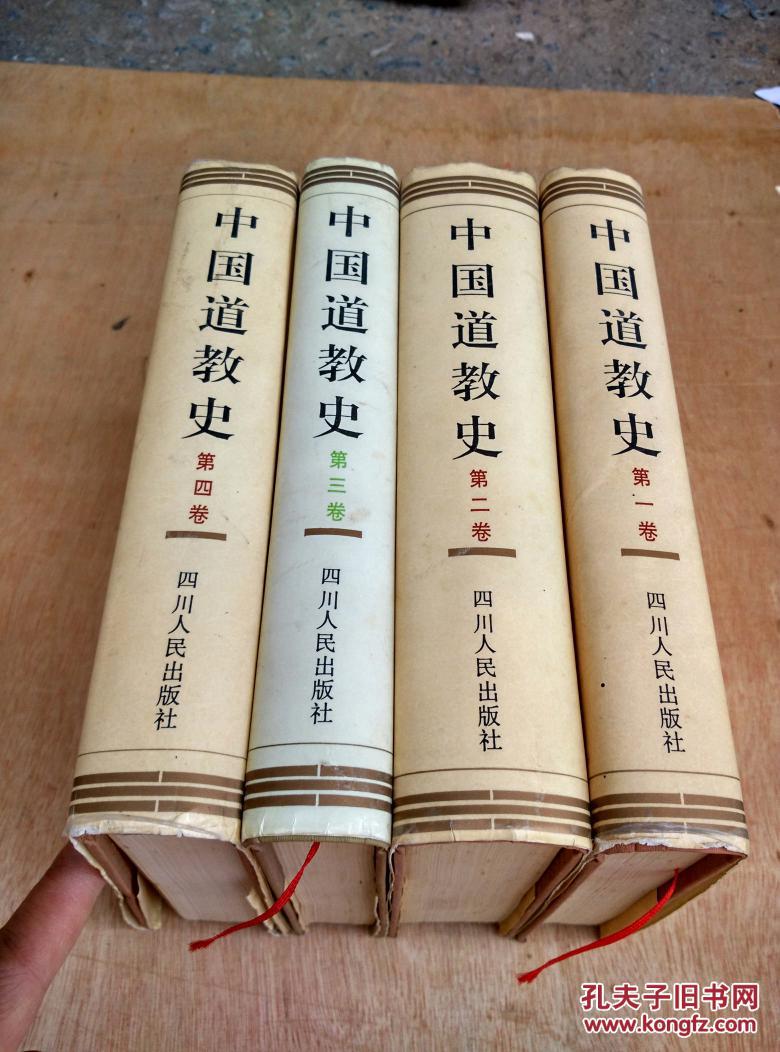 中国道教史
第四卷
四川人民出版社
中国道教史
第三卷
四川人民出版社
中国道教史
第二卷
四川人民出版社
中国道教史
第一卷
四川人民出版社
孔夫子旧书网
www.kongfz.com